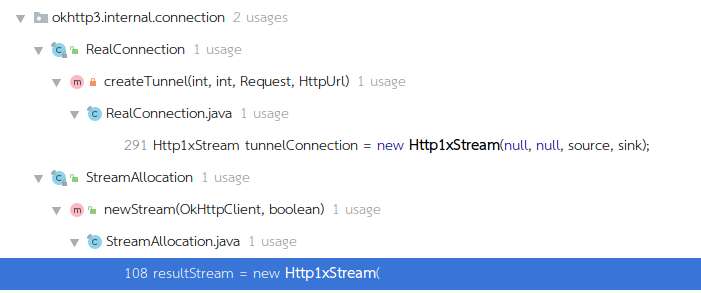 okhttp3.internal.connection 2 usages
RealConnection 1 usage
m createTunnel(int, int, Request, HttpUrl) 1 usage
RealConnection.java 1 usage
291 Http1xStream tunnelConnection = new Http1xStream(null, null, source, sink);
StreamAllocation 1 usage
m newStream(OkHttpClient, boolean) 1 usage
StreamAllocation.java 1 usage
108 resultStream = new Http1xStream(